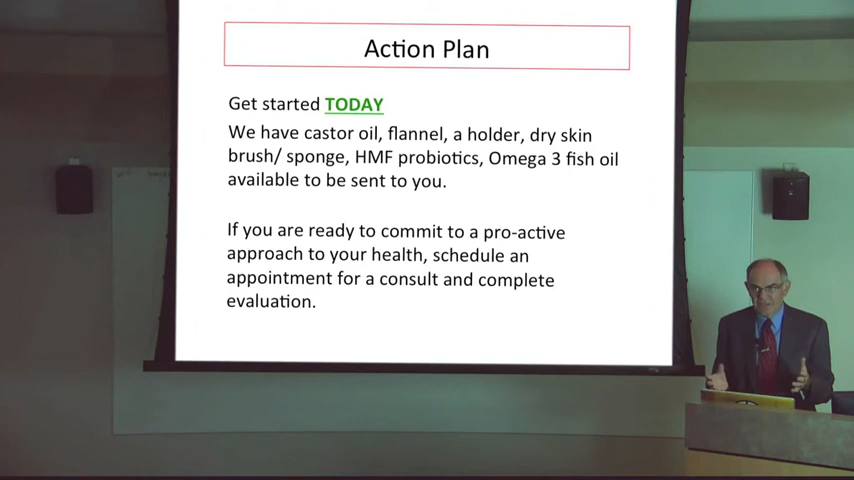 Action Plan
Get started TODAY
We have castor oil, flannel, a holder, dry skin
brush/ sponge, HMF probiotics, Omega 3 fish oil
available to be sent to you.
If you are ready to commit to a pro-active
approach to your health, schedule an
appointment for a consult and complete
evaluation.